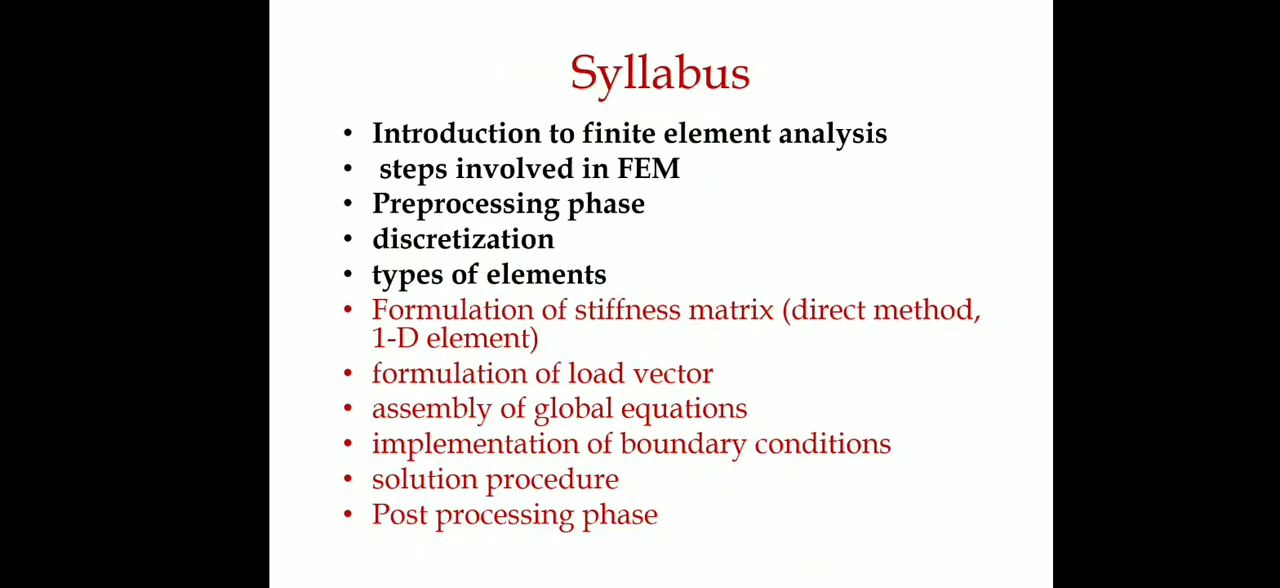 Syllabus
• Introduction to finite element analysis
• steps involved in FEM
• Preprocessing phase
• discretization
• types of elements
• Formulation of stiffness matrix (direct method,
1-D element)
• formulation of load vector
• assembly of global equations
• implementation of boundary conditions
• solution procedure
• Post processing phase